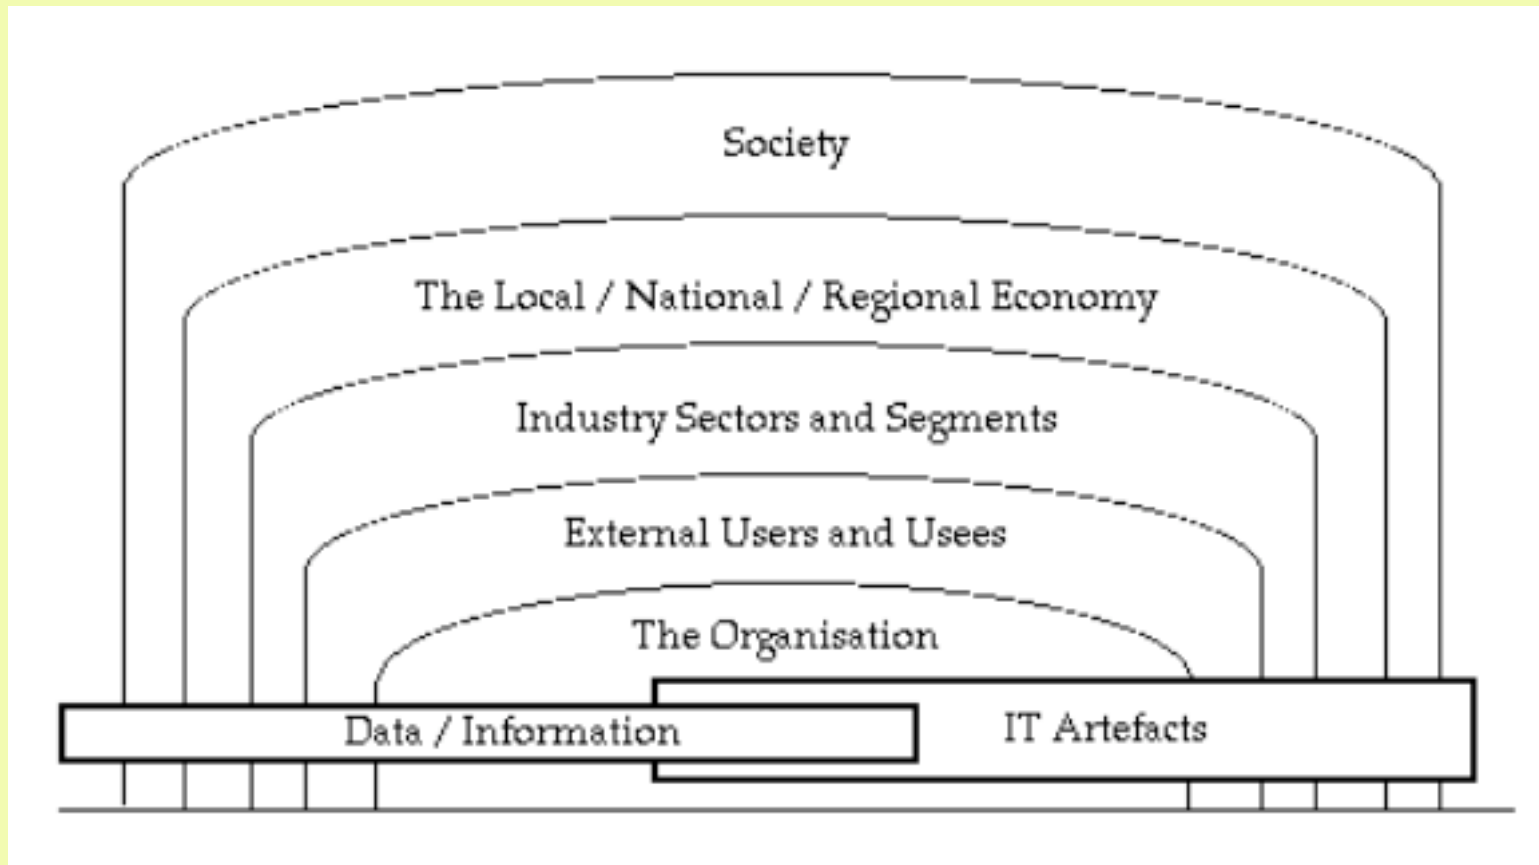 Society
The Local / National / Regional Economy
Industry Sectors and Segments
External Users and Usees
The Organisation
Data / Information
IT Artefacts